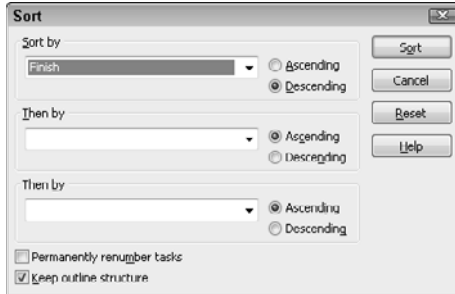 Sort
Sort by
Finish
Ascending
Descending
Sort
Cancel
Reset
Help
Then by
Ascending
Descending
Then by
Ascending
Descending
Permanently renumber tasks
Keep outline structure